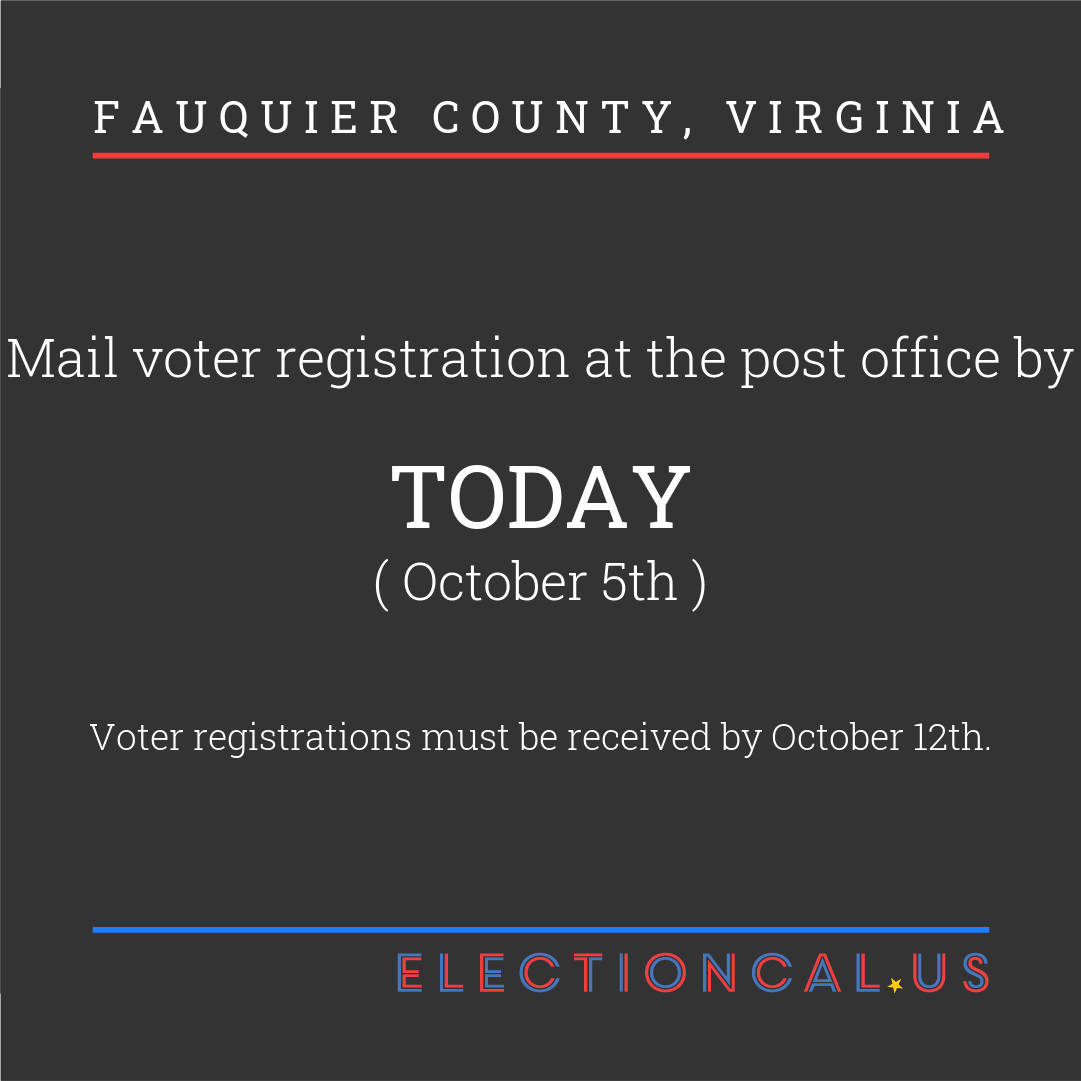 FAUQUIER COUNTY, VIRGINIA
Mail voter registration at the post office by
TODAY
( October 5th )
Voter registrations must be received by October 12th.
ELECTIONCAL.US